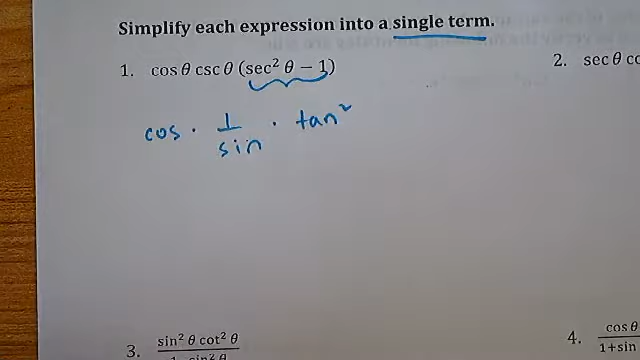 Simplify each expression into a single term.
1. cos θ csc θ (sec² θ − 1)
2. sec θ
cos · 1/sin · tan²
3. sin² θ cot² θ
4. cos θ / 1+sin